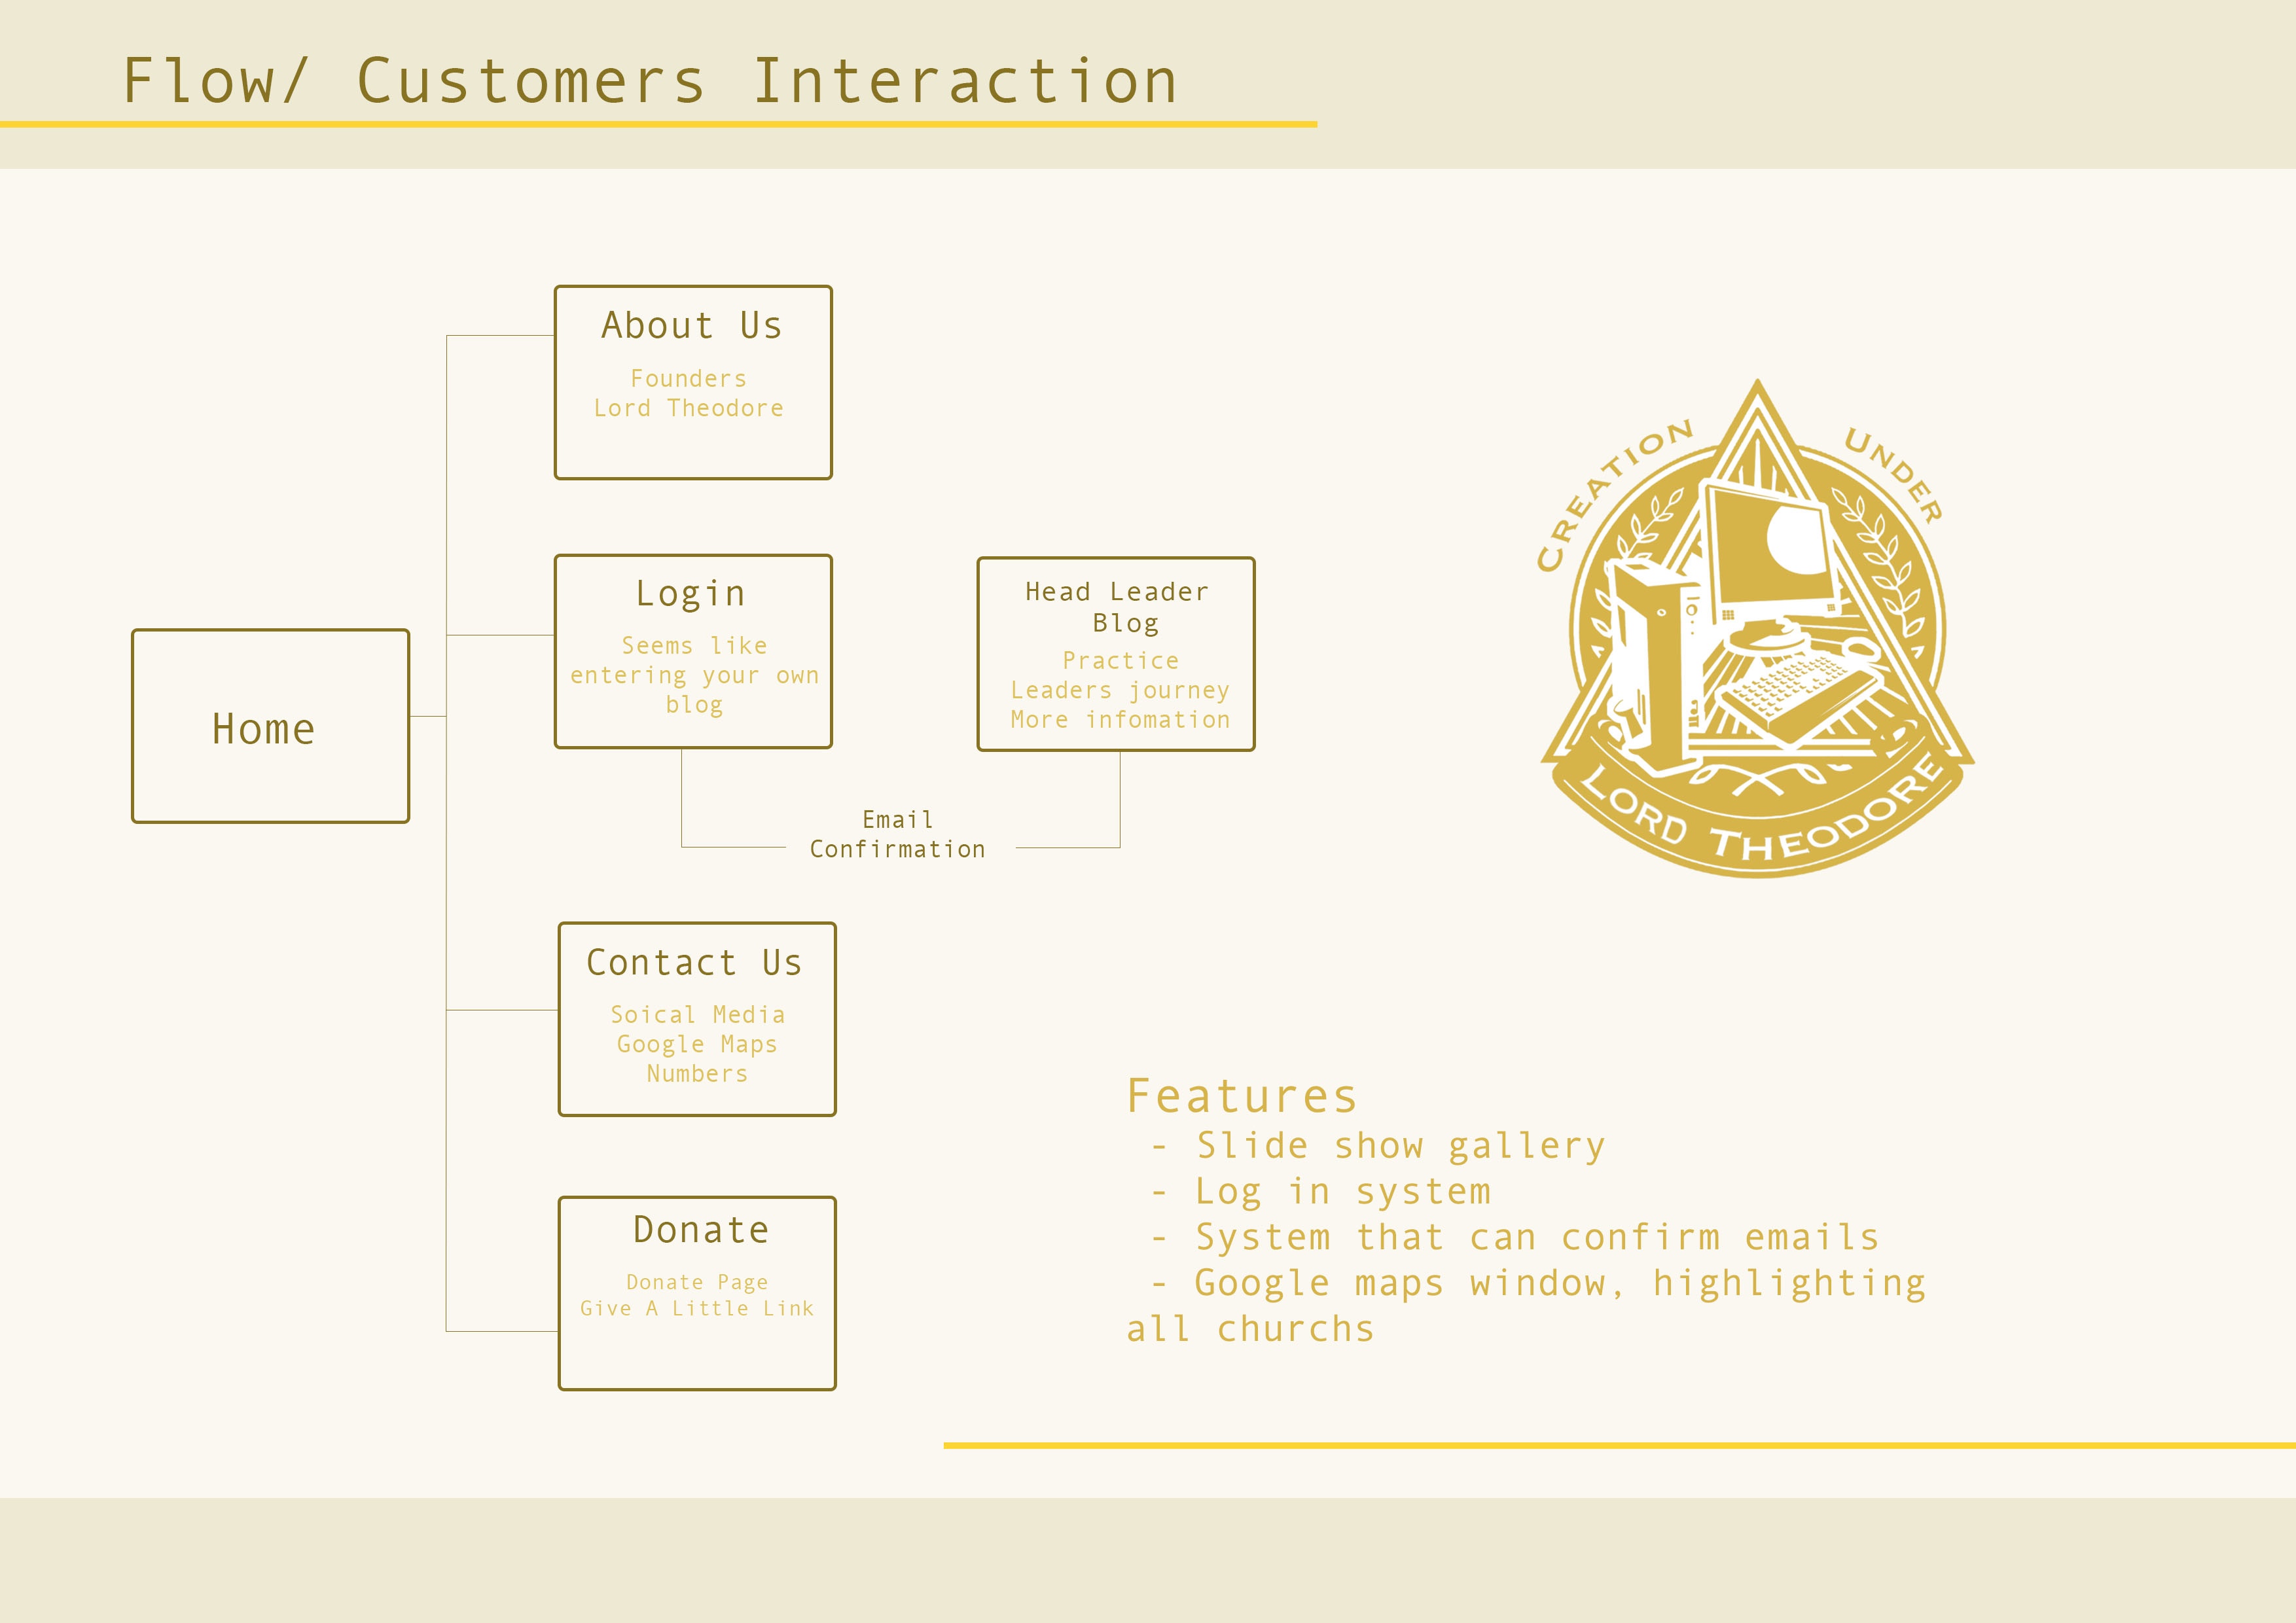 Flow/ Customers Interaction
About Us
Founders
Lord Theodore
Login
Seems like
entering your own
blog
Head Leader
Blog
Practice
Leaders journey
More infomation
Home
Email
Confirmation
Contact Us
Soical Media
Google Maps
Numbers
Donate
Donate Page
Give A Little Link
CREATION UNDER
LORD THEODORE
Features
- Slide show gallery
- Log in system
- System that can confirm emails
- Google maps window, highlighting
all churchs